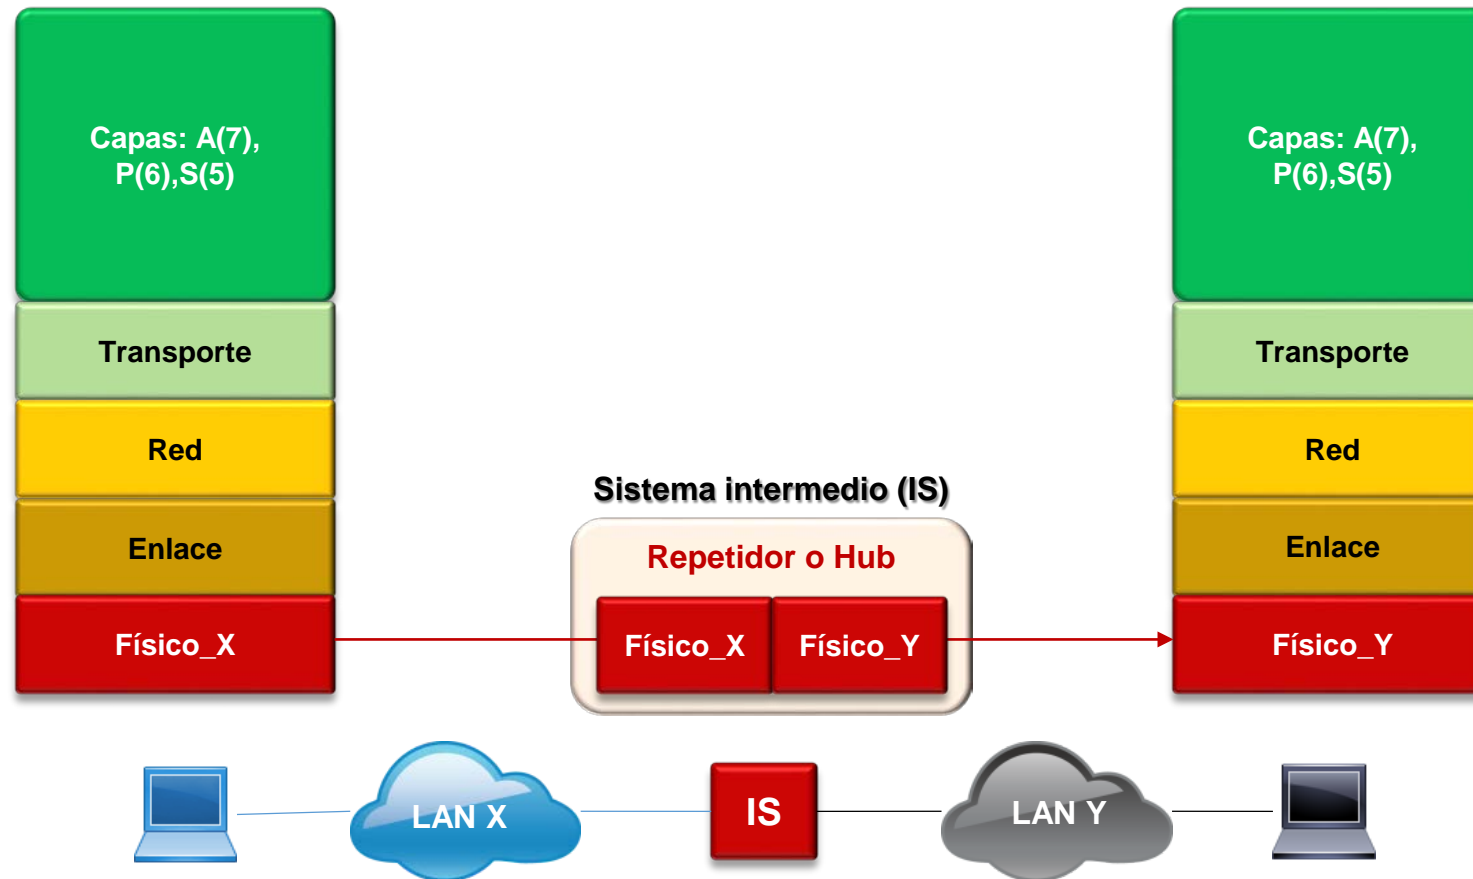 Capas: A(7),
P(6),S(5)
Transporte
Red
Enlace
Físico_X
Sistema intermedio (IS)
Repetidor o Hub
Físico_X
Físico_Y
Capas: A(7),
P(6),S(5)
Transporte
Red
Enlace
Físico_Y
LAN X
IS
LAN Y